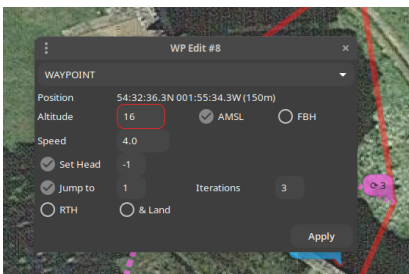 WP Edit #8
WAYPOINT
Position 54:32:36.3N 001:55:34.3W (150m)
Altitude 16 AMSL FBH
Speed 4.0
Set Head -1
Jump to 1 Iterations 3
RTH & Land
3
Apply